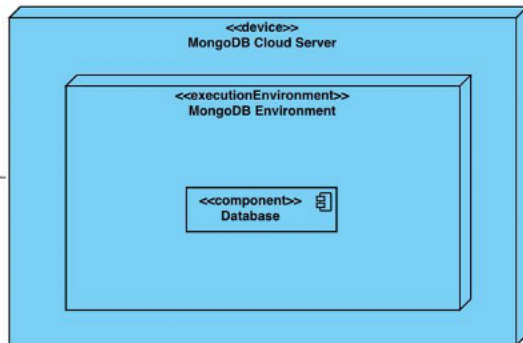 <<device>>
MongoDB Cloud Server
<<executionEnvironment>>
MongoDB Environment
<<component>>
Database